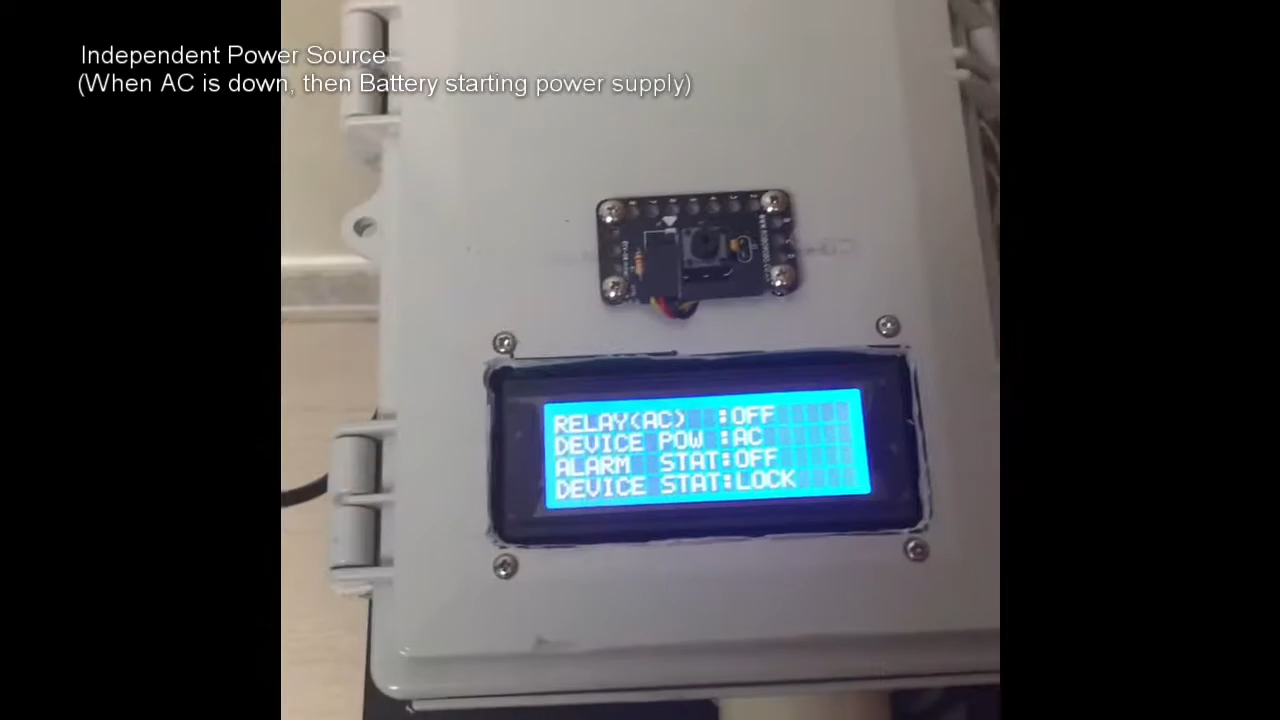 Independent Power Source
(When AC is down, then Battery starting power supply)
RELAY(AC) :OFF
DEVICE POW :AC
ALARM STAT:OFF
DEVICE STAT:LOCK